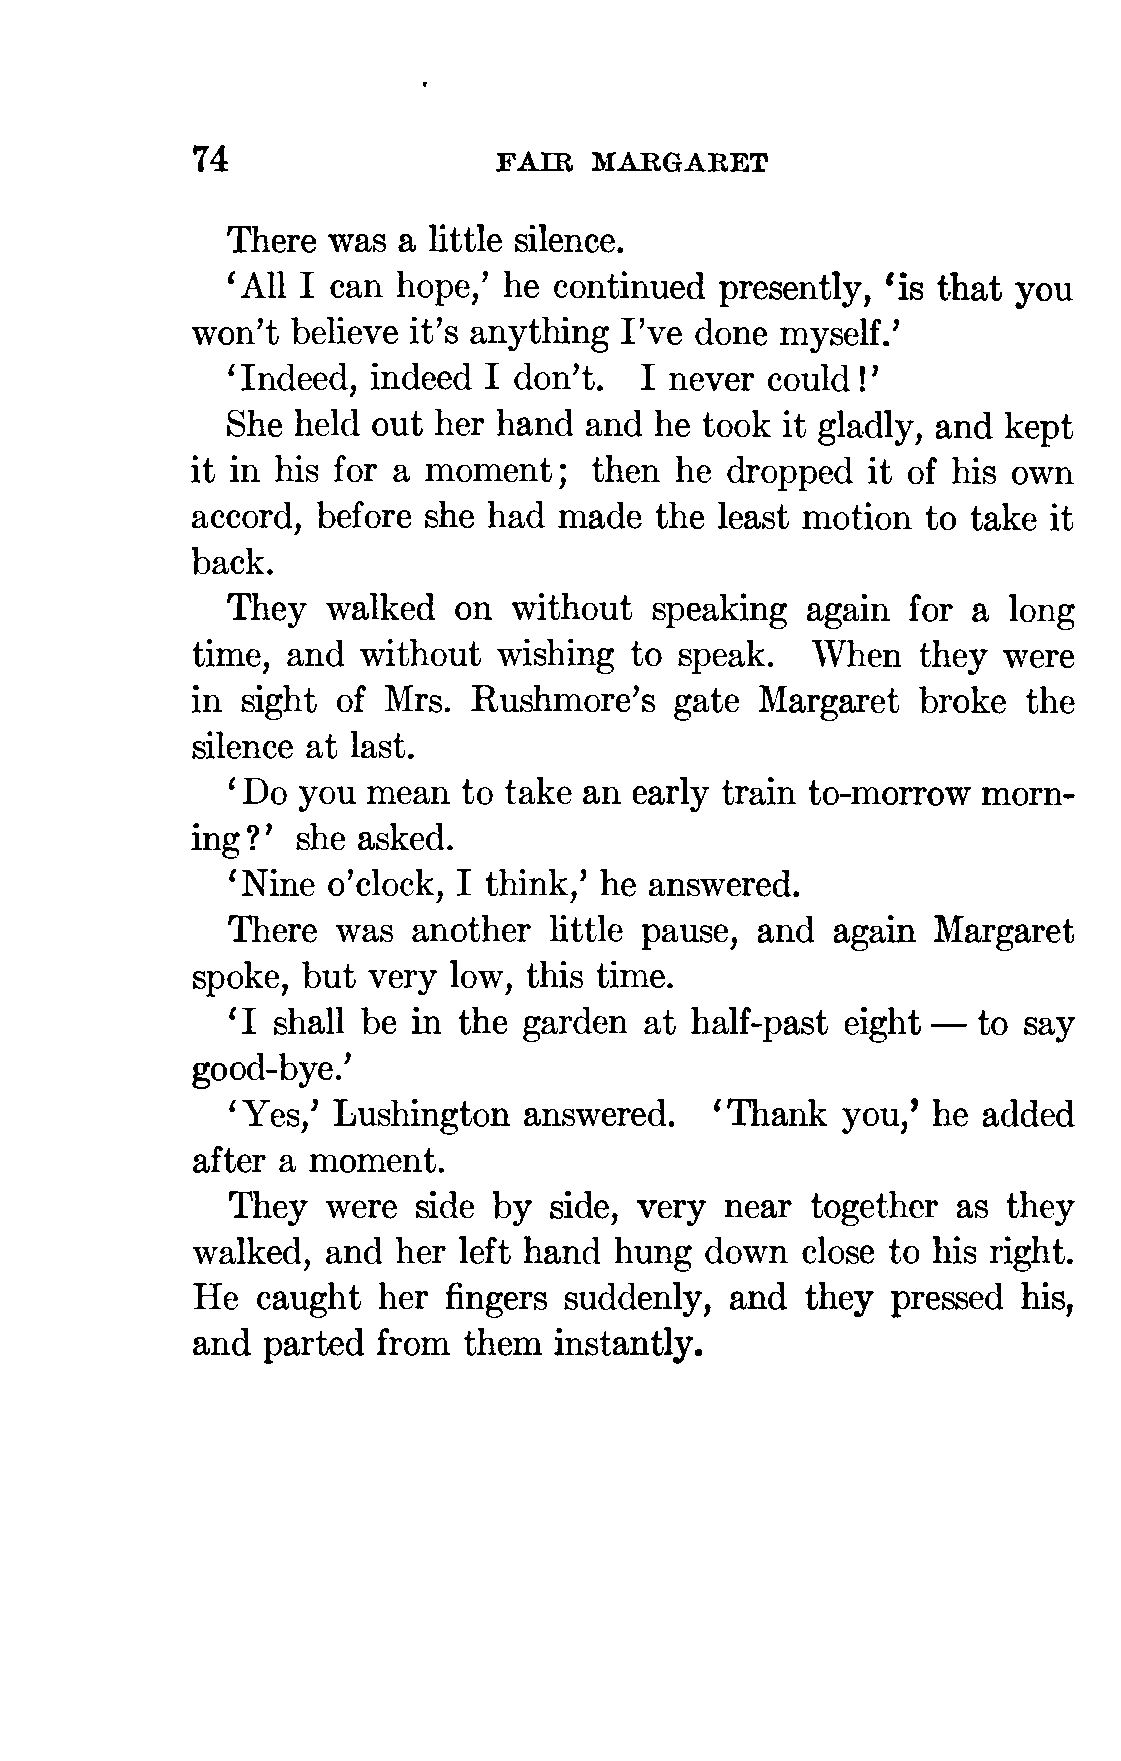 74 FAIR MARGARET
There was a little silence.
‘All I can hope,’ he continued presently, ‘is that you
won’t believe it’s anything I’ve done myself.’
‘Indeed, indeed I don’t. I never could!’
She held out her hand and he took it gladly, and kept
it in his for a moment; then he dropped it of his own
accord, before she had made the least motion to take it
back.
They walked on without speaking again for a long
time, and without wishing to speak. When they were
in sight of Mrs. Rushmore’s gate Margaret broke the
silence at last.
‘Do you mean to take an early train to-morrow morn-
ing?’ she asked.
‘Nine o’clock, I think,’ he answered.
There was another little pause, and again Margaret
spoke, but very low, this time.
‘I shall be in the garden at half-past eight — to say
good-bye.’
‘Yes,’ Lushington answered. ‘Thank you,’ he added
after a moment.
They were side by side, very near together as they
walked, and her left hand hung down close to his right.
He caught her fingers suddenly, and they pressed his,
and parted from them instantly.